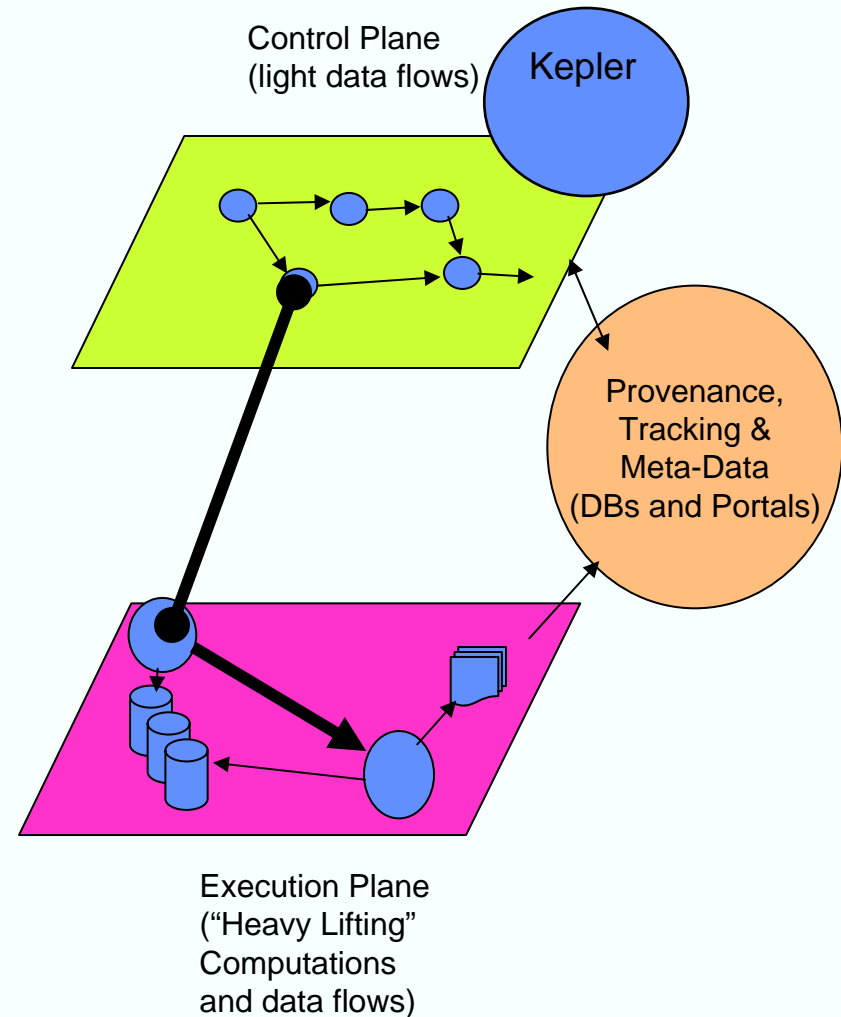 Control Plane
(light data flows)
Kepler
Provenance,
Tracking &
Meta-Data
(DBs and Portals)
Execution Plane
(“Heavy Lifting”
Computations
and data flows)